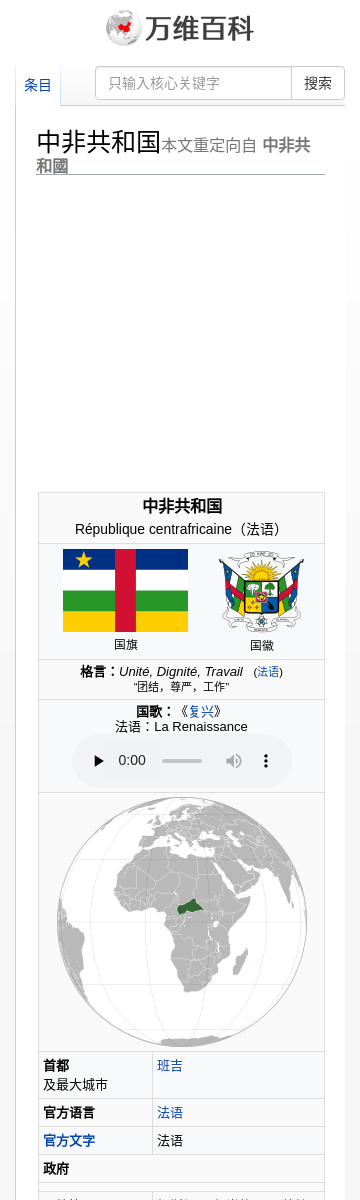 万维百科
条目
只输入核心关键字
搜索
中非共和国本文重定向自 中非共
和國
中非共和国
République centrafricaine（法语）
国旗
国徽
格言：Unité, Dignité, Travail (法语)
“团结，尊严，工作”
国歌：《复兴》
法语：La Renaissance
0:00
首都 班吉
及最大城市
官方语言 法语
官方文字 法语
政府